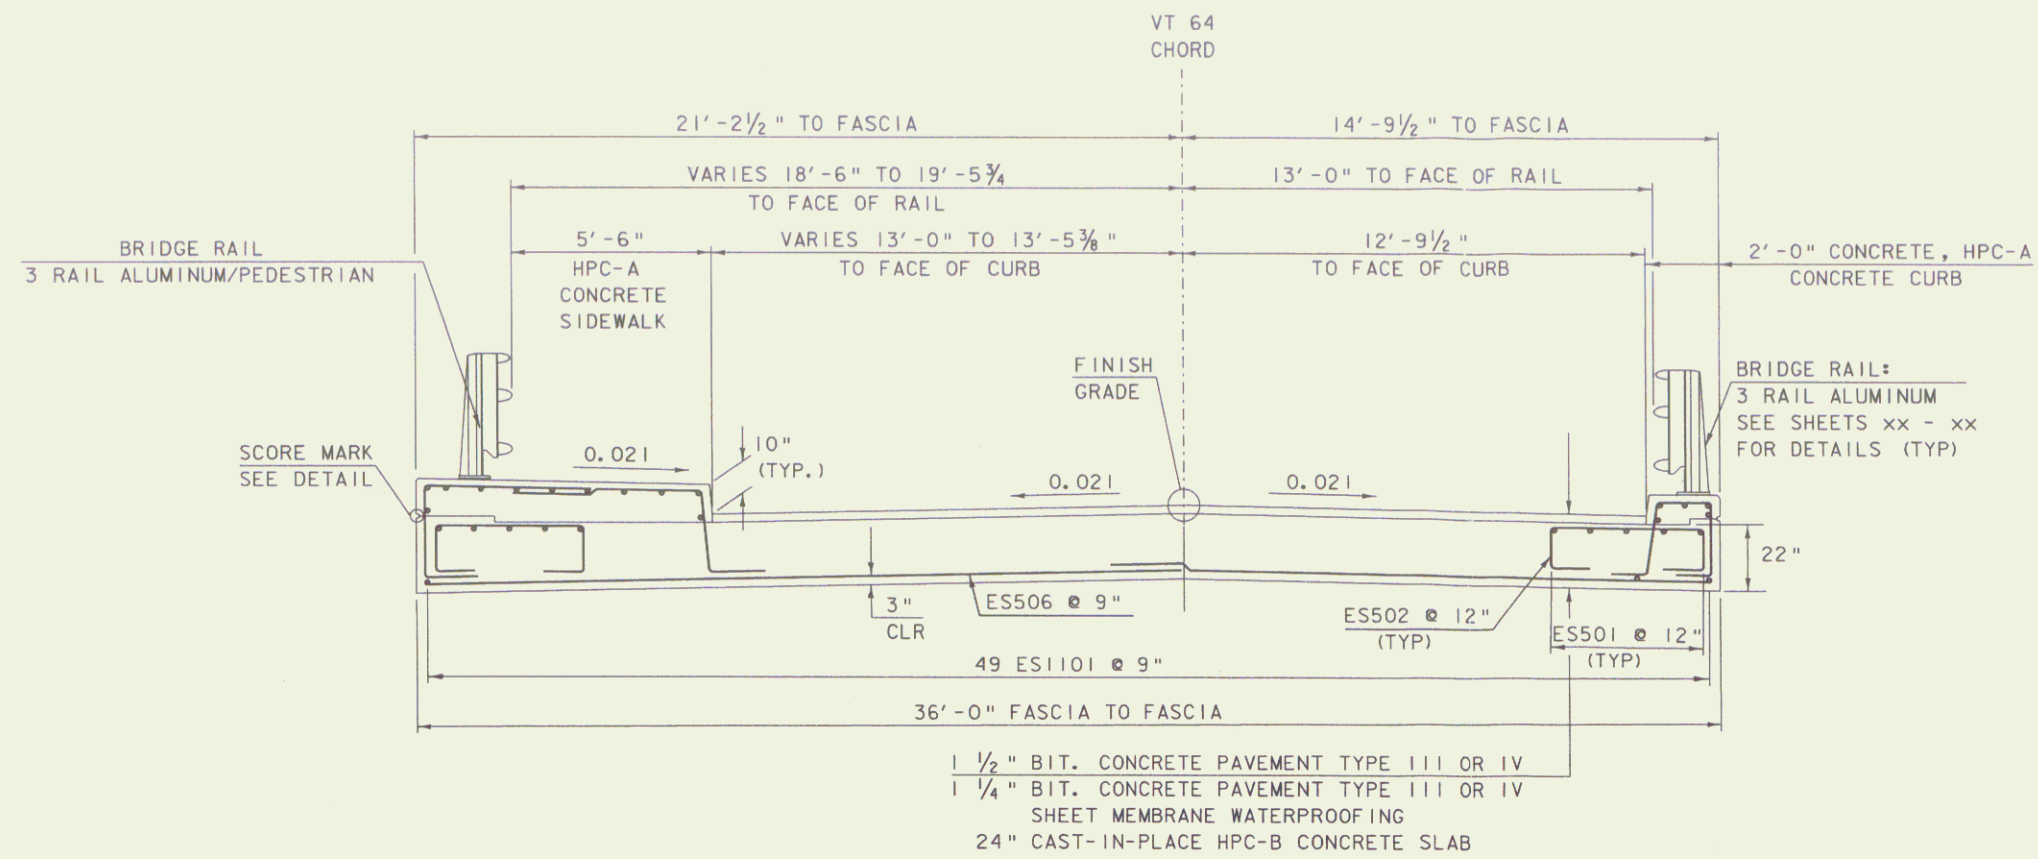 VT 64
CHORD
21'-2½" TO FASCIA
14'-9½" TO FASCIA
VARIES 18'-6" TO 19'-5¾
TO FACE OF RAIL
13'-0" TO FACE OF RAIL
BRIDGE RAIL
3 RAIL ALUMINUM/PEDESTRIAN
5'-6"
HPC-A
CONCRETE
SIDEWALK
VARIES 13'-0" TO 13'-5⅜"
TO FACE OF CURB
12'-9½"
TO FACE OF CURB
2'-0" CONCRETE, HPC-A
CONCRETE CURB
FINISH
GRADE
BRIDGE RAIL:
3 RAIL ALUMINUM
SEE SHEETS xx - xx
FOR DETAILS (TYP)
SCORE MARK
SEE DETAIL
0.021
10"
(TYP.)
0.021
0.021
22"
3"
CLR
ES506 @ 9"
ES502 @ 12"
(TYP)
ES501 @ 12"
(TYP)
49 ES1101 @ 9"
36'-0" FASCIA TO FASCIA
1 ½" BIT. CONCRETE PAVEMENT TYPE III OR IV
1 ¼" BIT. CONCRETE PAVEMENT TYPE III OR IV
SHEET MEMBRANE WATERPROOFING
24" CAST-IN-PLACE HPC-B CONCRETE SLAB